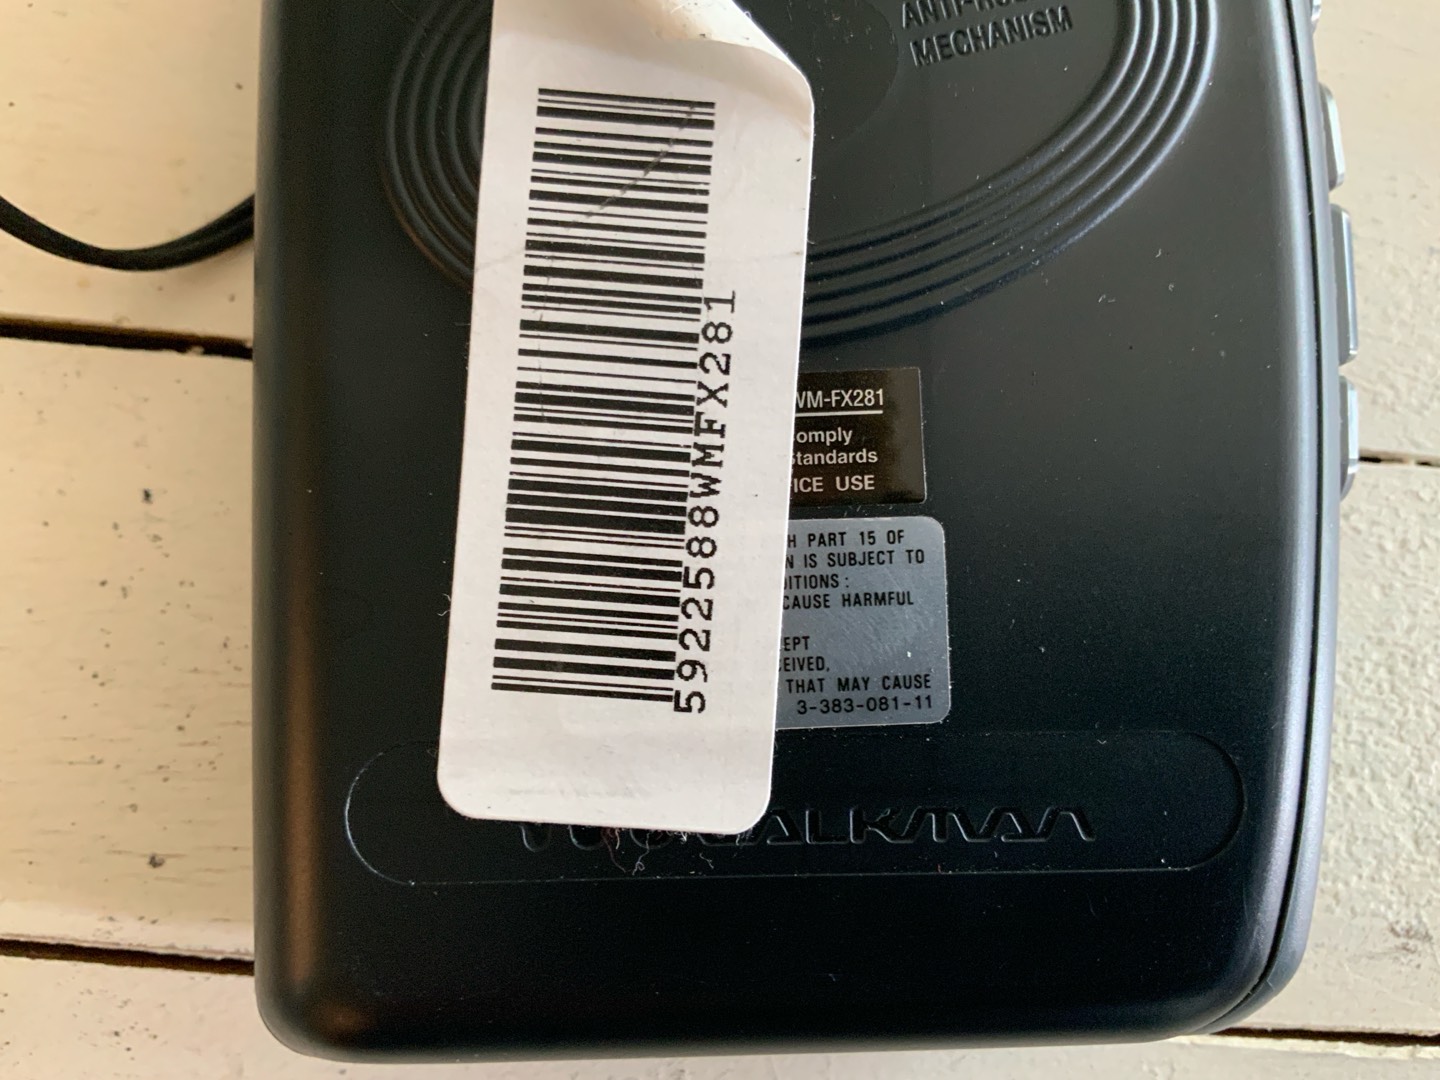 MECHANISM
5922588WMFX281
WM-FX281
omply
Standards
ICE USE
PART 15 OF
IS SUBJECT TO
ITIONS :
CAUSE HARMFUL
EPT
EIVED,
THAT MAY CAUSE
3-383-081-11
WALKMAN